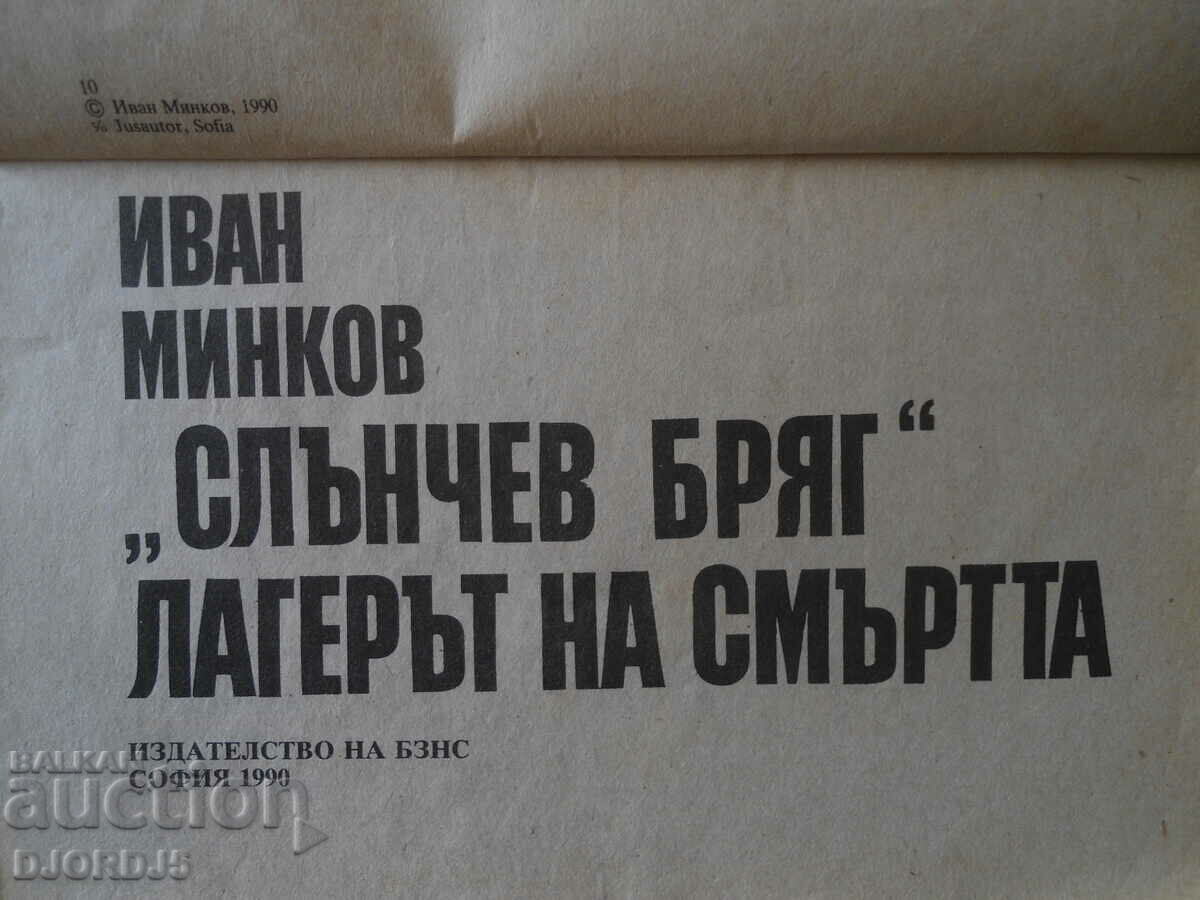 10
© Иван Минков, 1990
℅ Jusautor, Sofia
ИВАН
МИНКОВ
„СЛЪНЧЕВ БРЯГ“
ЛАГЕРЪТ НА СМЪРТТА
ИЗДАТЕЛСТВО НА БЗНС
СОФИЯ 1990
BALKAN
auction
DJORDJ5